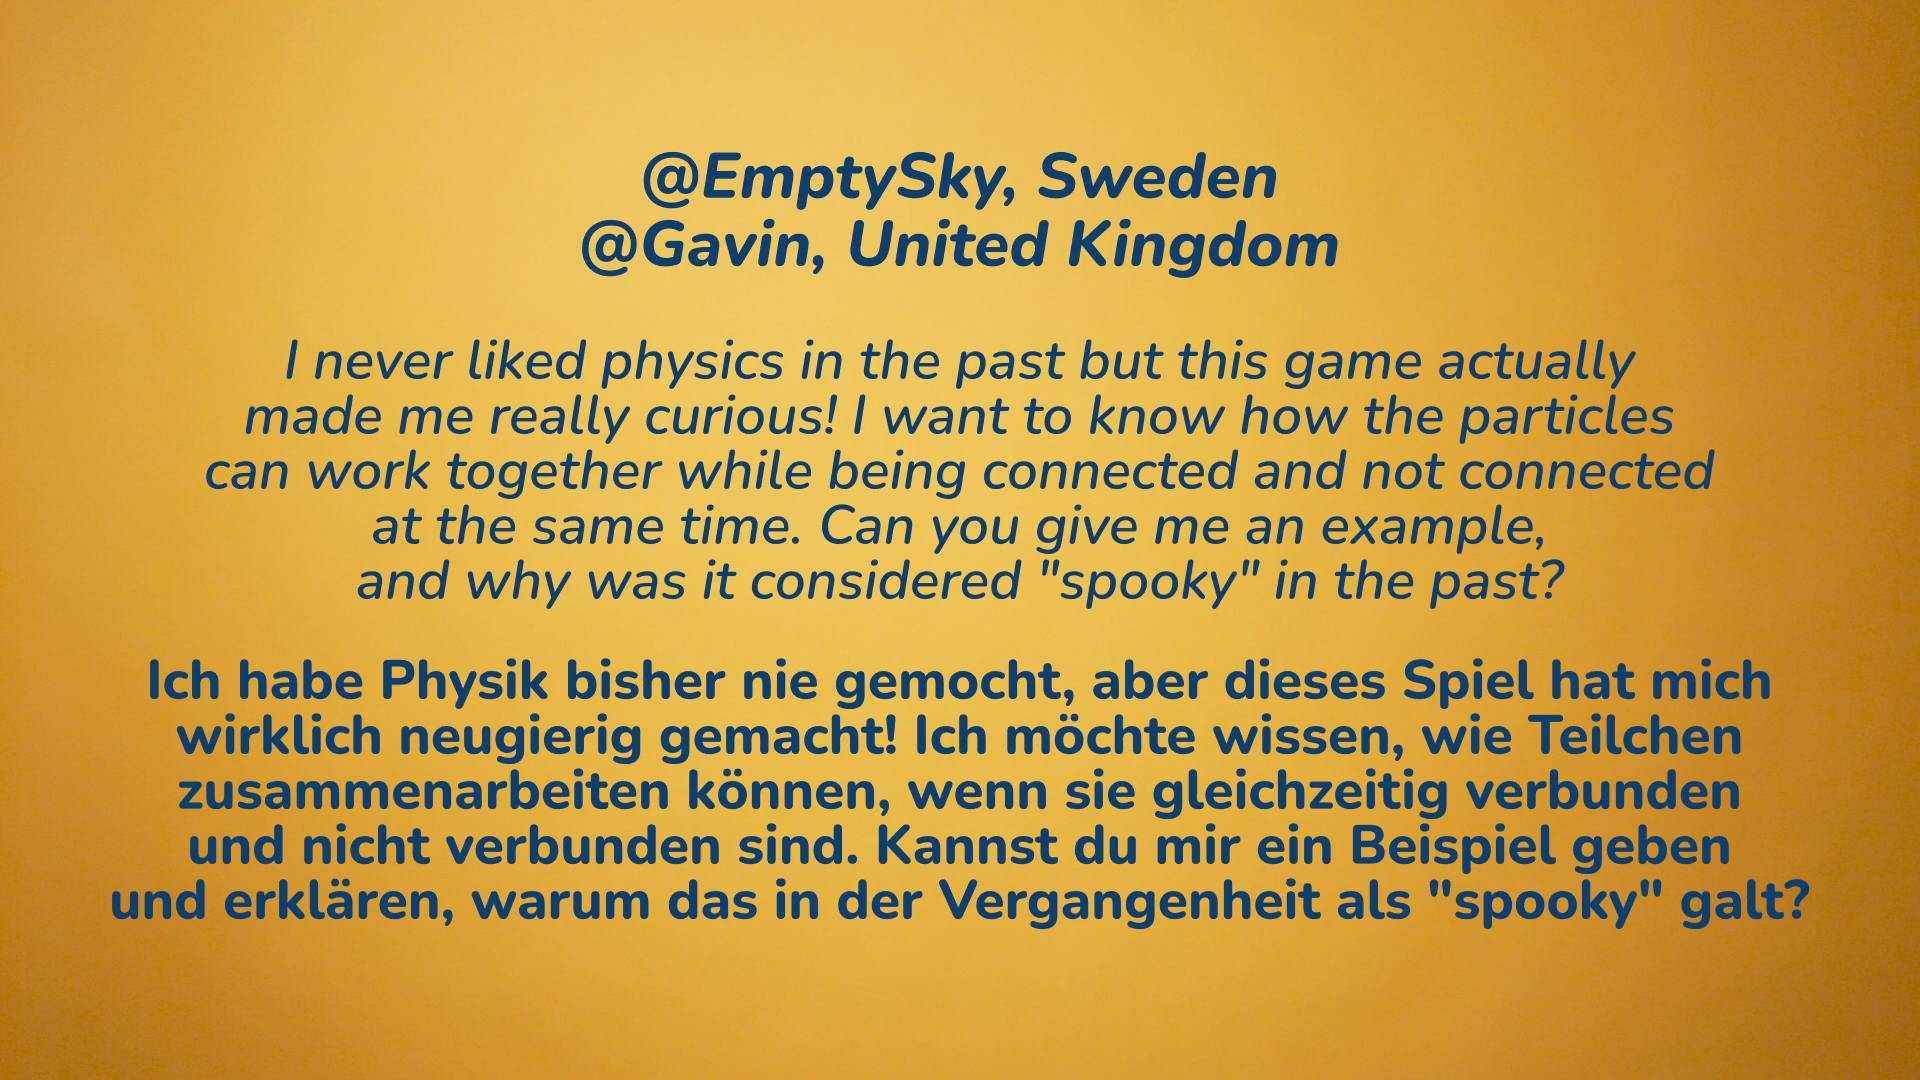 @EmptySky, Sweden
@Gavin, United Kingdom
I never liked physics in the past but this game actually
made me really curious! I want to know how the particles
can work together while being connected and not connected
at the same time. Can you give me an example,
and why was it considered "spooky" in the past?
Ich habe Physik bisher nie gemocht, aber dieses Spiel hat mich
wirklich neugierig gemacht! Ich möchte wissen, wie Teilchen
zusammenarbeiten können, wenn sie gleichzeitig verbunden
und nicht verbunden sind. Kannst du mir ein Beispiel geben
und erklären, warum das in der Vergangenheit als "spooky" galt?